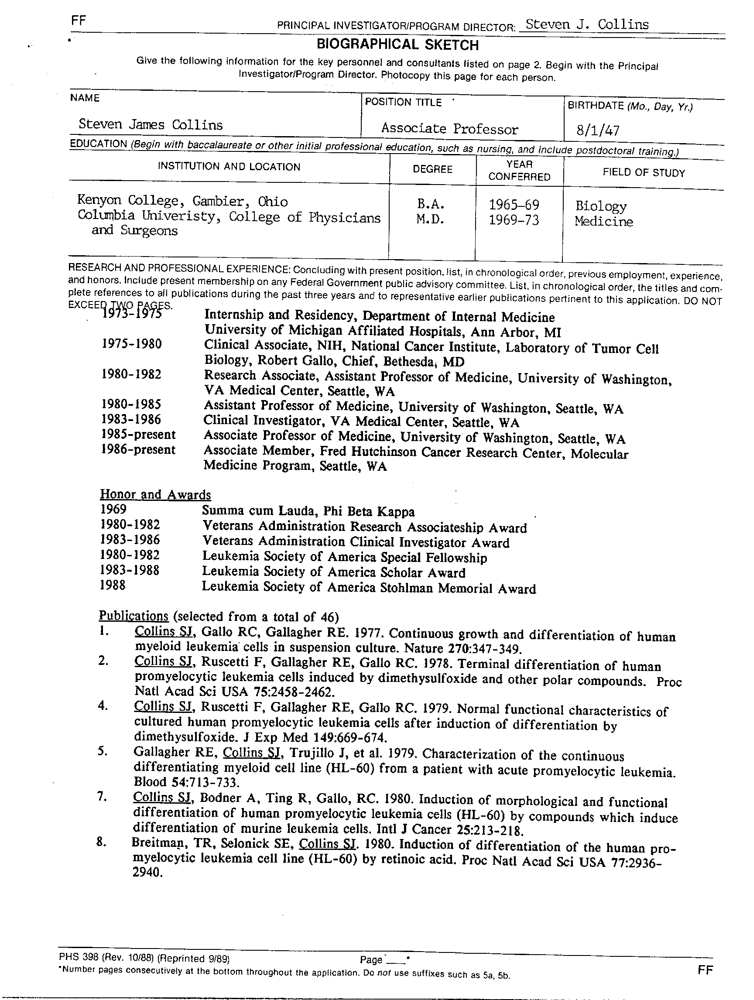 FF
PRINCIPAL INVESTIGATOR/PROGRAM DIRECTOR: Steven J. Collins
BIOGRAPHICAL SKETCH
Give the following information for the key personnel and consultants listed on page 2. Begin with the Principal
Investigator/Program Director. Photocopy this page for each person.
NAME
POSITION TITLE
BIRTHDATE (Mo., Day, Yr.)
Steven James Collins
Associate Professor
8/1/47
EDUCATION (Begin with baccalaureate or other initial professional education, such as nursing, and include postdoctoral training.)
INSTITUTION AND LOCATION
DEGREE
YEAR
CONFERRED
FIELD OF STUDY
Kenyon College, Gambier, Ohio B.A. 1965-69 Biology
Columbia Univeristy, College of Physicians M.D. 1969-73 Medicine
and Surgeons
RESEARCH AND PROFESSIONAL EXPERIENCE: Concluding with present position, list, in chronological order, previous employment, experience,
and honors. Include present membership on any Federal Government public advisory committee. List, in chronological order, the titles and com-
plete references to all publications during the past three years and to representative earlier publications pertinent to this application. DO NOT
EXCEED TWO PAGES.
1973-1975 Internship and Residency, Department of Internal Medicine
University of Michigan Affiliated Hospitals, Ann Arbor, MI
1975-1980 Clinical Associate, NIH, National Cancer Institute, Laboratory of Tumor Cell
Biology, Robert Gallo, Chief, Bethesda, MD
1980-1982 Research Associate, Assistant Professor of Medicine, University of Washington,
VA Medical Center, Seattle, WA
1980-1985 Assistant Professor of Medicine, University of Washington, Seattle, WA
1983-1986 Clinical Investigator, VA Medical Center, Seattle, WA
1985-present Associate Professor of Medicine, University of Washington, Seattle, WA
1986-present Associate Member, Fred Hutchinson Cancer Research Center, Molecular
Medicine Program, Seattle, WA
Honor and Awards
1969 Summa cum Lauda, Phi Beta Kappa
1980-1982 Veterans Administration Research Associateship Award
1983-1986 Veterans Administration Clinical Investigator Award
1980-1982 Leukemia Society of America Special Fellowship
1983-1988 Leukemia Society of America Scholar Award
1988 Leukemia Society of America Stohlman Memorial Award
Publications (selected from a total of 46)
1. Collins SJ, Gallo RC, Gallagher RE. 1977. Continuous growth and differentiation of human
myeloid leukemia cells in suspension culture. Nature 270:347-349.
2. Collins SJ, Ruscetti F, Gallagher RE, Gallo RC. 1978. Terminal differentiation of human
promyelocytic leukemia cells induced by dimethysulfoxide and other polar compounds. Proc
Natl Acad Sci USA 75:2458-2462.
4. Collins SJ, Ruscetti F, Gallagher RE, Gallo RC. 1979. Normal functional characteristics of
cultured human promyelocytic leukemia cells after induction of differentiation by
dimethysulfoxide. J Exp Med 149:669-674.
5. Gallagher RE, Collins SJ, Trujillo J, et al. 1979. Characterization of the continuous
differentiating myeloid cell line (HL-60) from a patient with acute promyelocytic leukemia.
Blood 54:713-733.
7. Collins SJ, Bodner A, Ting R, Gallo, RC. 1980. Induction of morphological and functional
differentiation of human promyelocytic leukemia cells (HL-60) by compounds which induce
differentiation of murine leukemia cells. Intl J Cancer 25:213-218.
8. Breitman, TR, Selonick SE, Collins SJ. 1980. Induction of differentiation of the human pro-
myelocytic leukemia cell line (HL-60) by retinoic acid. Proc Natl Acad Sci USA 77:2936-
2940.
PHS 398 (Rev. 10/88) (Reprinted 9/89) Page ___*
*Number pages consecutively at the bottom throughout the application. Do not use suffixes such as 5a, 5b.
FF